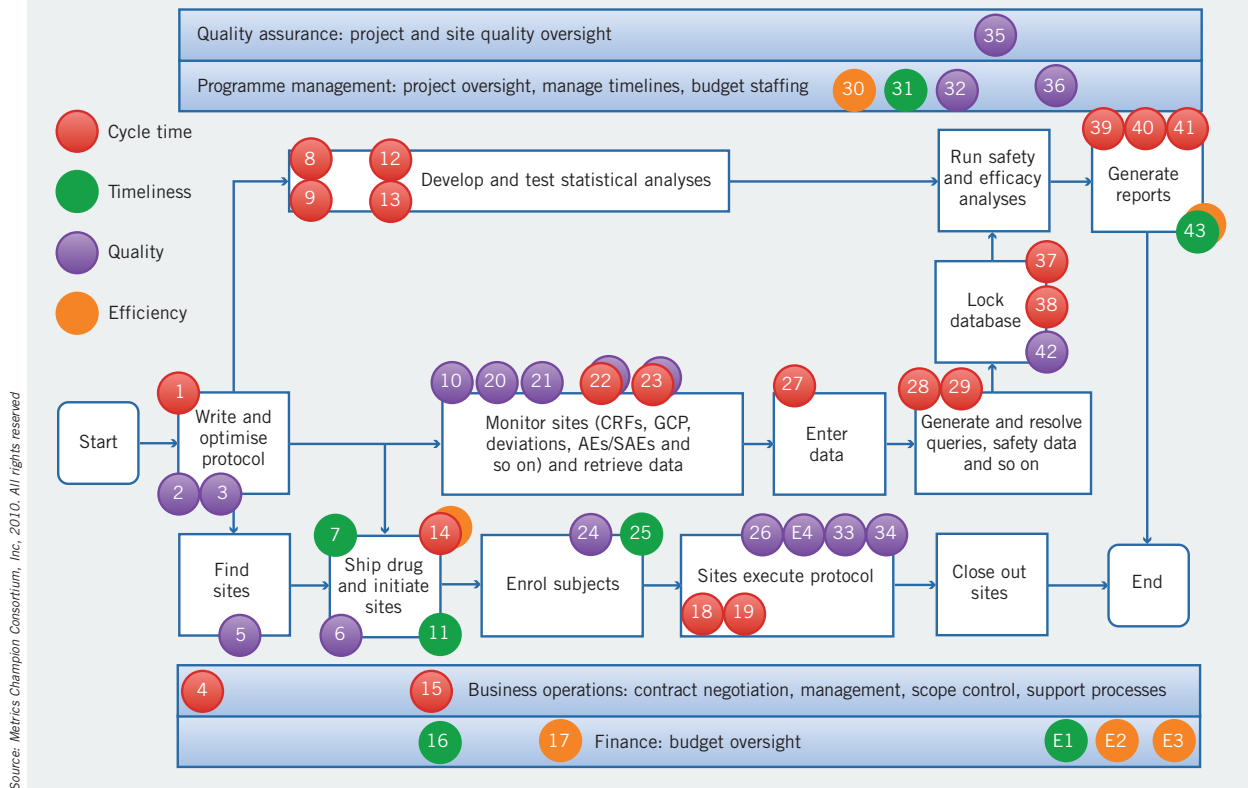 Quality assurance: project and site quality oversight
35
Programme management: project oversight, manage timelines, budget staffing
30
31
32
36
Cycle time
Timeliness
Quality
Efficiency
8
9
12
13
Develop and test statistical analyses
Run safety
and efficacy
analyses
39
40
41
Generate
reports
43
Lock
database
37
38
42
Start
1
Write and
optimise
protocol
2
3
10
20
21
22
23
Monitor sites (CRFs, GCP,
deviations, AEs/SAEs and
so on) and retrieve data
27
Enter
data
28
29
Generate and resolve
queries, safety data
and so on
Find
sites
5
7
14
Ship drug
and initiate
sites
6
11
24
25
Enrol subjects
26
E4
33
34
Sites execute protocol
18
19
Close out
sites
End
4
15
Business operations: contract negotiation, management, scope control, support processes
16
17
Finance: budget oversight
E1
E2
E3
Source: Metrics Champion Consortium, Inc, 2010. All rights reserved